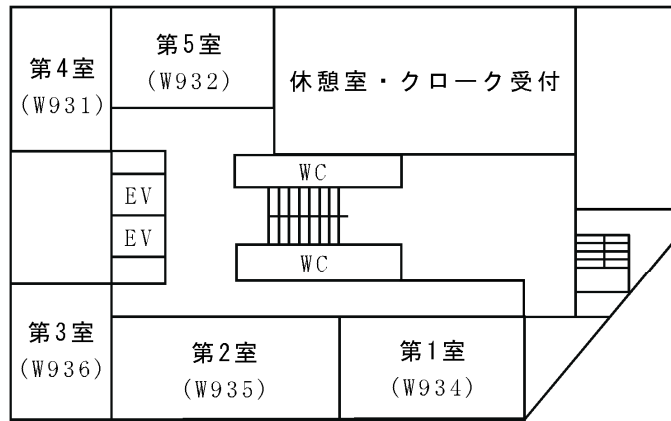 第4室
(W931)
第5室
(W932)
休憩室・クローク受付
WC
EV
EV
WC
第3室
(W936)
第2室
(W935)
第1室
(W934)